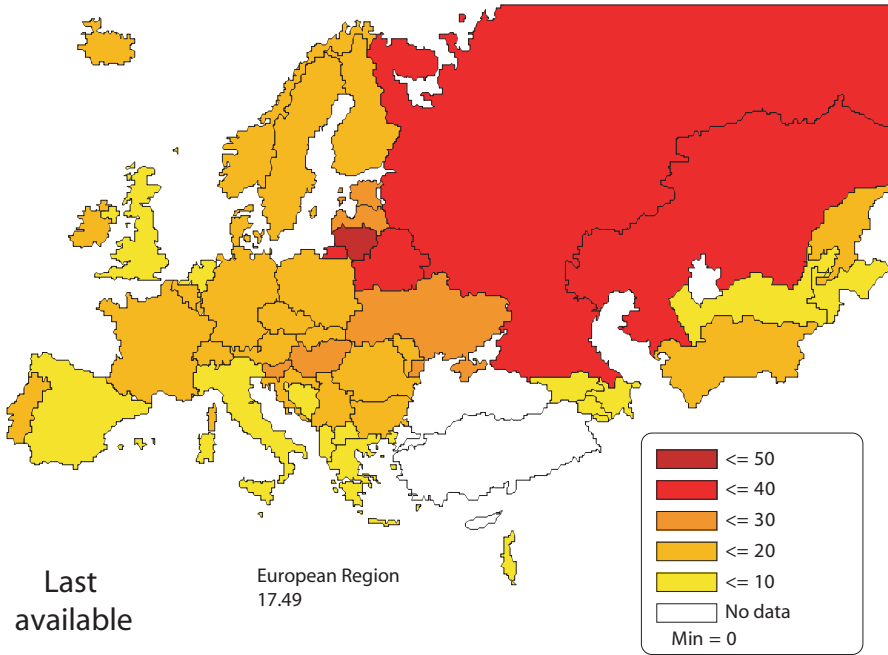 <= 50
<= 40
<= 30
<= 20
<= 10
No data
Min = 0
European Region
17.49
Last
available